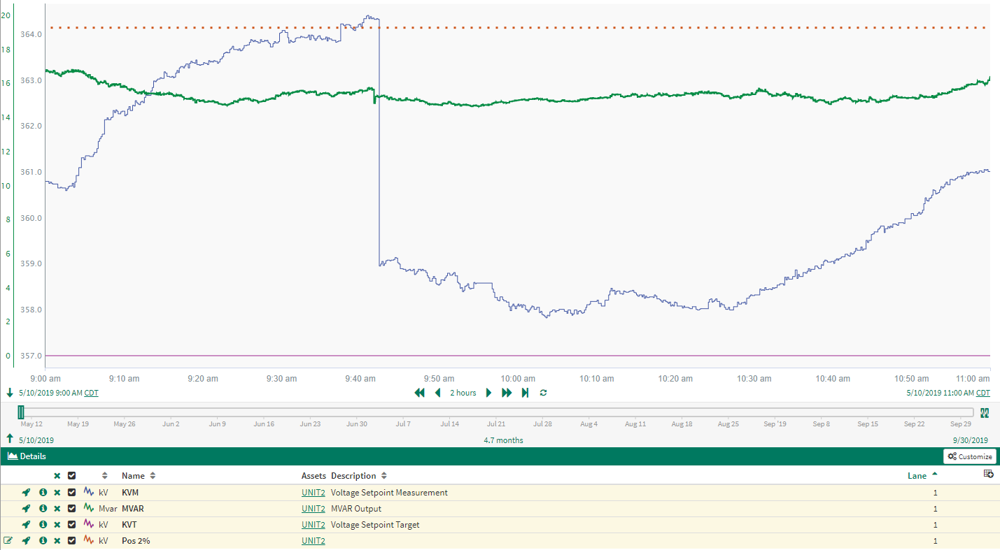 20
18
16
14
12
10
8
6
4
2
0
364.0
363.0
362.0
361.0
360.0
359.0
358.0
357.0
9:00 am 9:10 am 9:20 am 9:30 am 9:40 am 9:50 am 10:00 am 10:10 am 10:20 am 10:30 am 10:40 am 10:50 am 11:00 am
5/10/2019 9:00 AM CDT 2 hours 5/10/2019 11:00 AM CDT
May 12 May 19 May 26 Jun 2 Jun 9 Jun 16 Jun 23 Jun 30 Jul 7 Jul 14 Jul 21 Jul 28 Aug 4 Aug 11 Aug 18 Aug 25 Sep '19 Sep 8 Sep 15 Sep 22 Sep 29
5/10/2019 4.7 months 9/30/2019
Details Customize
Name Assets Description Lane
kV KVM UNIT2 Voltage Setpoint Measurement 1
Mvar MVAR UNIT2 MVAR Output 1
kV KVT UNIT2 Voltage Setpoint Target 1
kV Pos 2% UNIT2 1